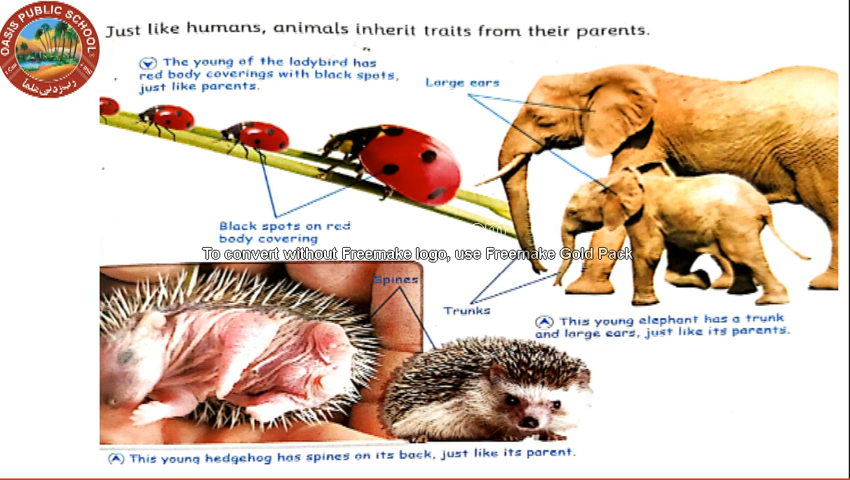 OASIS PUBLIC SCHOOL
Just like humans, animals inherit traits from their parents.
The young of the ladybird has
red body coverings with black spots,
just like parents.
Large ears
Black spots on red
body covering
To convert without Freemake logo, use Freemake Gold Pack
Spines
Trunks
This young elephant has a trunk
and large ears, just like its parents.
This young hedgehog has spines on its back, just like its parent.